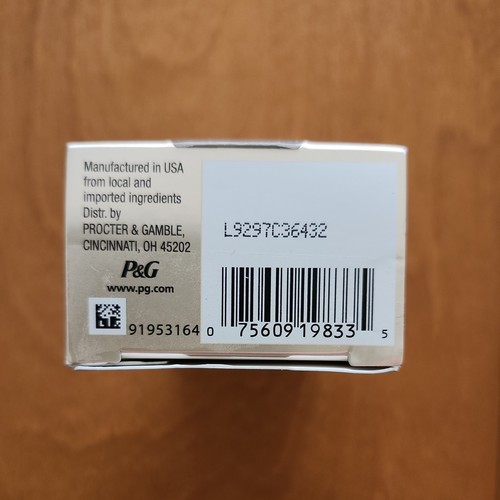 Manufactured in USA
from local and
imported ingredients
Distr. by
PROCTER & GAMBLE,
CINCINNATI, OH 45202
P&G
www.pg.com
91953164
L9297C36432
0 75609 19833 5